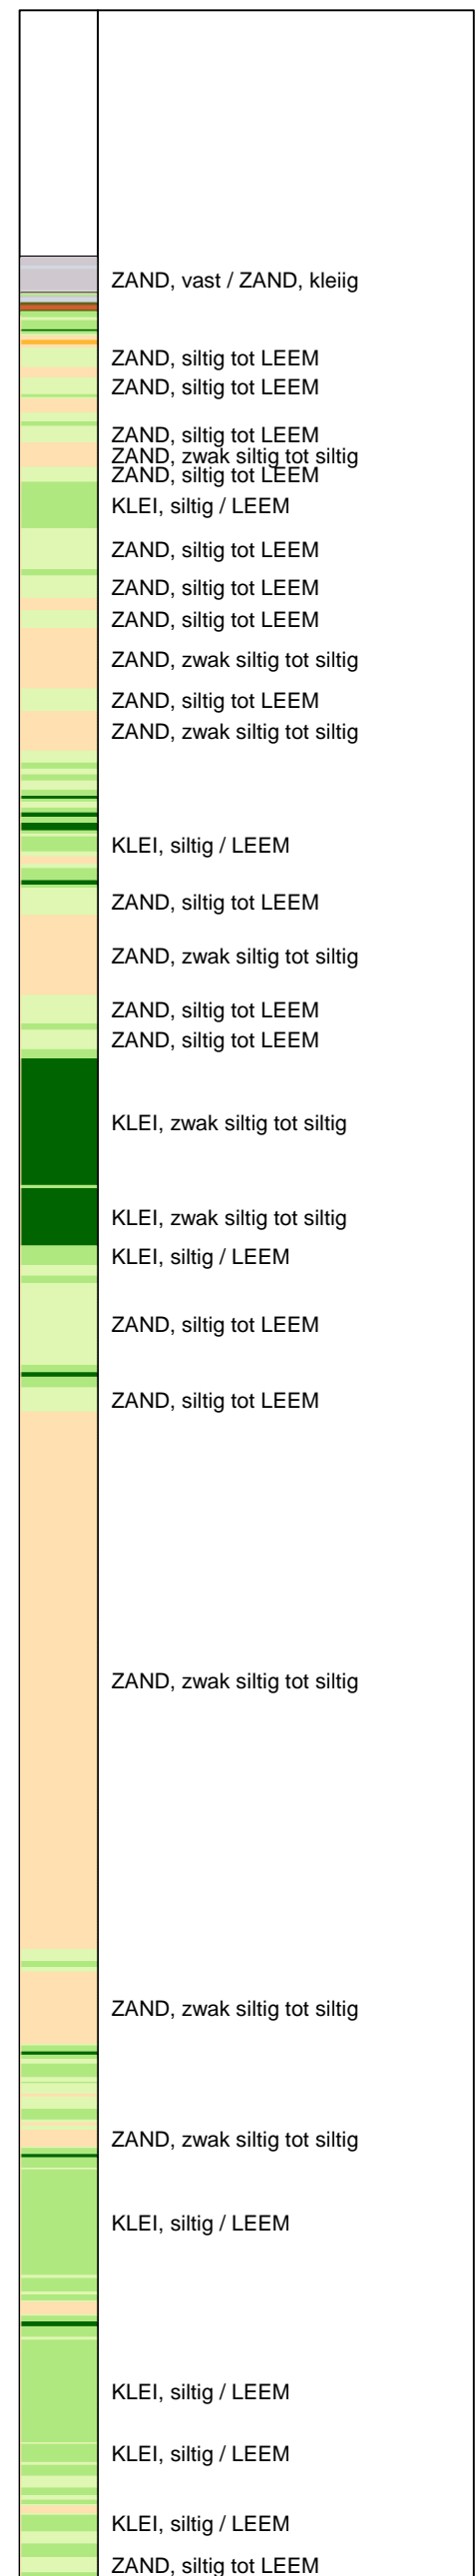 ZAND, vast / ZAND, kleiig
ZAND, siltig tot LEEM
ZAND, siltig tot LEEM
ZAND, siltig tot LEEM
ZAND, zwak siltig tot siltig
ZAND, siltig tot LEEM
KLEI, siltig / LEEM
ZAND, siltig tot LEEM
ZAND, siltig tot LEEM
ZAND, siltig tot LEEM
ZAND, zwak siltig tot siltig
ZAND, siltig tot LEEM
ZAND, zwak siltig tot siltig
KLEI, siltig / LEEM
ZAND, siltig tot LEEM
ZAND, zwak siltig tot siltig
ZAND, siltig tot LEEM
ZAND, siltig tot LEEM
KLEI, zwak siltig tot siltig
KLEI, zwak siltig tot siltig
KLEI, siltig / LEEM
ZAND, siltig tot LEEM
ZAND, siltig tot LEEM
ZAND, zwak siltig tot siltig
ZAND, zwak siltig tot siltig
ZAND, zwak siltig tot siltig
KLEI, siltig / LEEM
KLEI, siltig / LEEM
KLEI, siltig / LEEM
KLEI, siltig / LEEM
ZAND, siltig tot LEEM